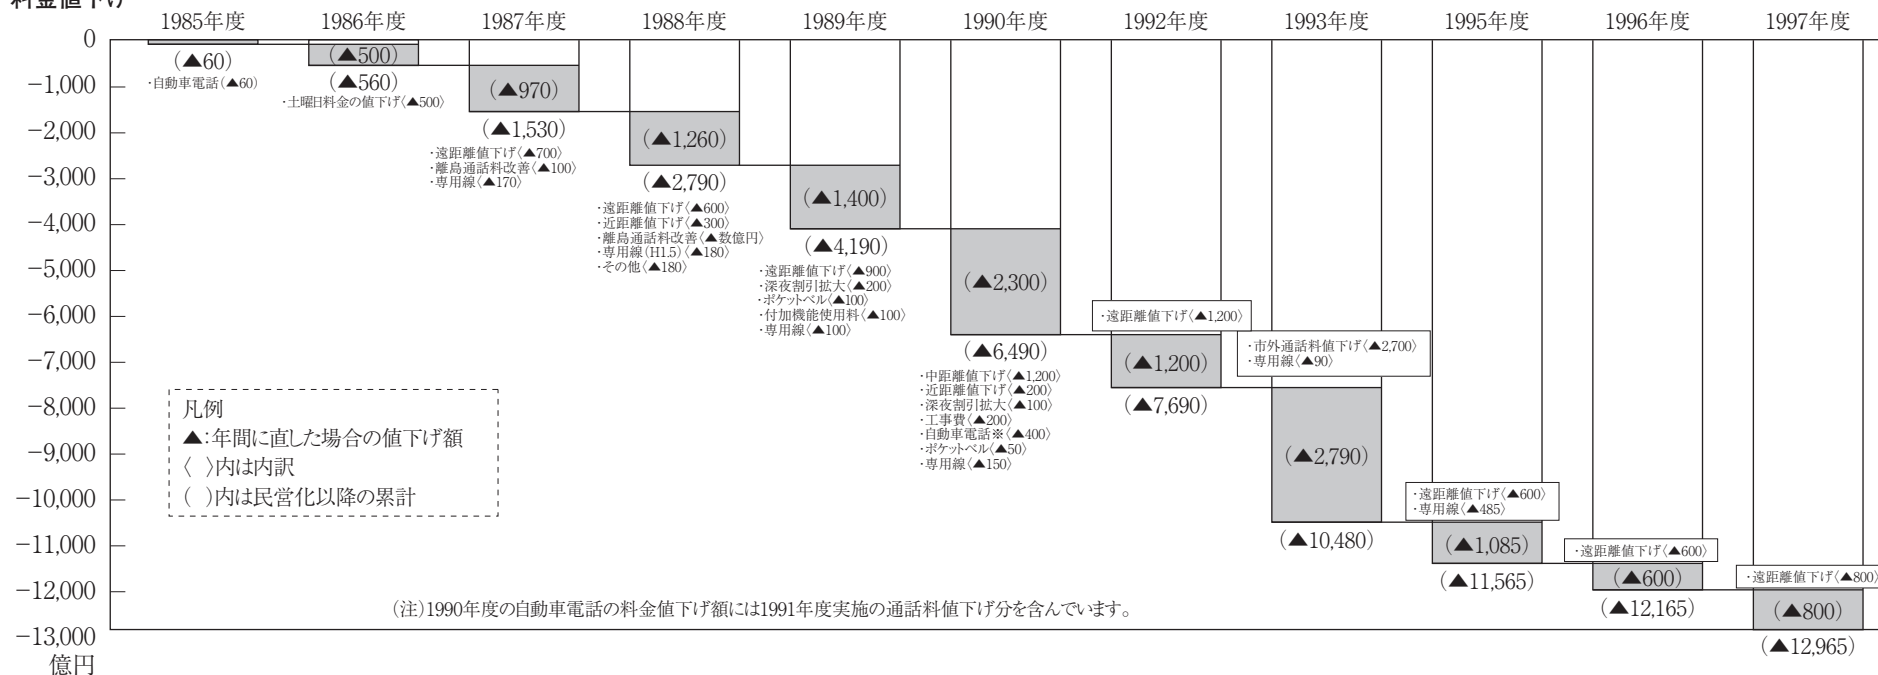 料金値下げ
1985年度 1986年度 1987年度 1988年度 1989年度 1990年度 1992年度 1993年度 1995年度 1996年度 1997年度
0
−1,000
−2,000
−3,000
−4,000
−5,000
−6,000
−7,000
−8,000
−9,000
−10,000
−11,000
−12,000
−13,000
億円
(▲60)
・自動車電話(▲60)
(▲500)
(▲560)
・土曜日料金の値下げ〈▲500〉
(▲970)
(▲1,530)
・遠距離値下げ〈▲700〉
・離島通話料改善〈▲100〉
・専用線〈▲170〉
(▲1,260)
(▲2,790)
・遠距離値下げ〈▲600〉
・近距離値下げ〈▲300〉
・離島通話料改善〈▲数億円〉
・専用線(H1.5)〈▲180〉
・その他〈▲180〉
(▲1,400)
(▲4,190)
・遠距離値下げ〈▲900〉
・深夜割引拡大〈▲200〉
・ポケットベル〈▲100〉
・付加機能使用料〈▲100〉
・専用線〈▲100〉
(▲2,300)
(▲6,490)
・中距離値下げ〈▲1,200〉
・近距離値下げ〈▲200〉
・深夜割引拡大〈▲100〉
・工事費〈▲200〉
・自動車電話※〈▲400〉
・ポケットベル〈▲50〉
・専用線〈▲150〉
・遠距離値下げ〈▲1,200〉
(▲1,200)
(▲7,690)
・市外通話料値下げ〈▲2,700〉
・専用線〈▲90〉
(▲2,790)
(▲10,480)
・遠距離値下げ〈▲600〉
・専用線〈▲485〉
(▲1,085)
(▲11,565)
・遠距離値下げ〈▲600〉
(▲600)
(▲12,165)
・遠距離値下げ〈▲800〉
(▲800)
(▲12,965)
凡例
▲:年間に直した場合の値下げ額
〈 〉内は内訳
( )内は民営化以降の累計
(注)1990年度の自動車電話の料金値下げ額には1991年度実施の通話料値下げ分を含んでいます。